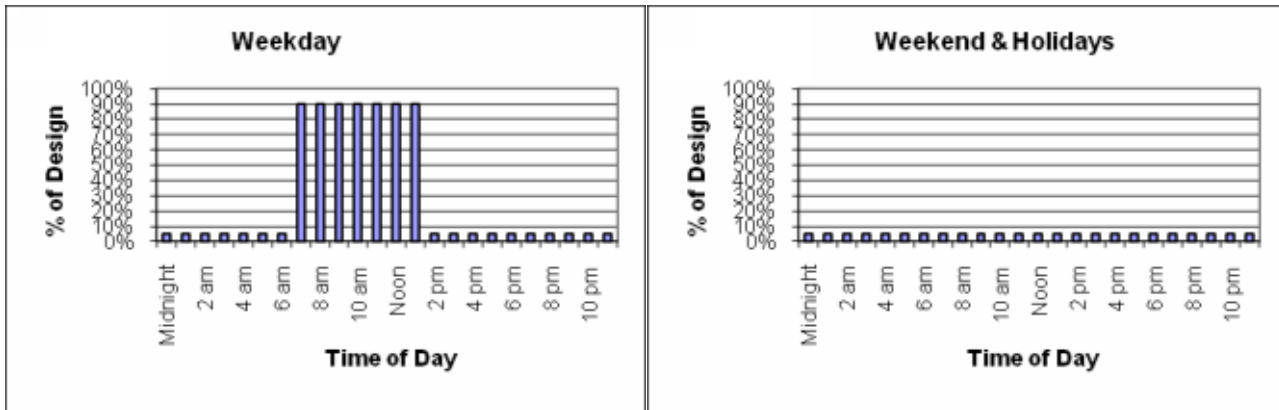 Weekday
% of Design
100%
90%
80%
70%
60%
50%
40%
30%
20%
10%
0%
Midnight
2 am
4 am
6 am
8 am
10 am
Noon
2 pm
4 pm
6 pm
8 pm
10 pm
Time of Day
Weekend & Holidays
% of Design
100%
90%
80%
70%
60%
50%
40%
30%
20%
10%
0%
Midnight
2 am
4 am
6 am
8 am
10 am
Noon
2 pm
4 pm
6 pm
8 pm
10 pm
Time of Day